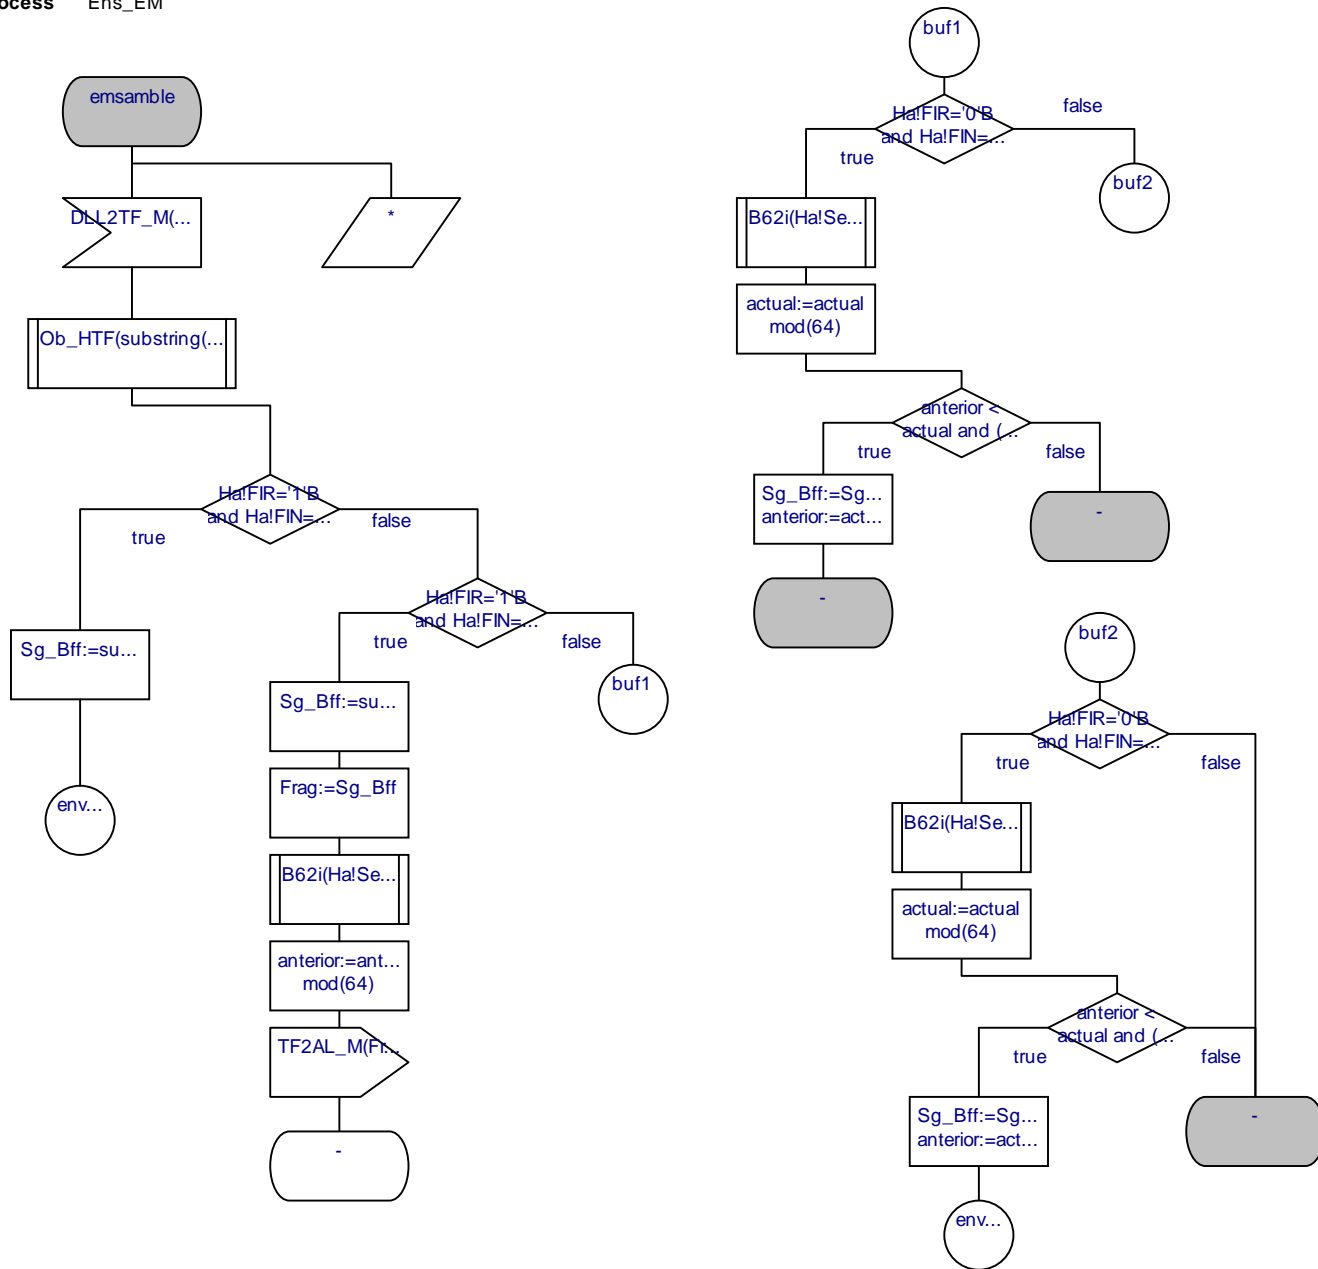 Process Ens_EM
emsamble
DLL2TF_M(...
*
Ob_HTF(substring(...
Ha!FIR='1'B
and Ha!FIN=...
true
false
Sg_Bff:=su...
env...
Ha!FIR='1'B
and Ha!FIN=...
true
false
buf1
Sg_Bff:=su...
Frag:=Sg_Bff
B62i(Ha!Se...
anterior:=ant...
mod(64)
TF2AL_M(Fr...
-
buf1
Ha!FIR='0'B
and Ha!FIN=...
true
false
buf2
B62i(Ha!Se...
actual:=actual
mod(64)
anterior <
actual and (...
true
false
Sg_Bff:=Sg...
anterior:=act...
-
-
buf2
Ha!FIR='0'B
and Ha!FIN=...
true
false
B62i(Ha!Se...
actual:=actual
mod(64)
anterior <
actual and (...
true
false
Sg_Bff:=Sg...
anterior:=act...
-
env...